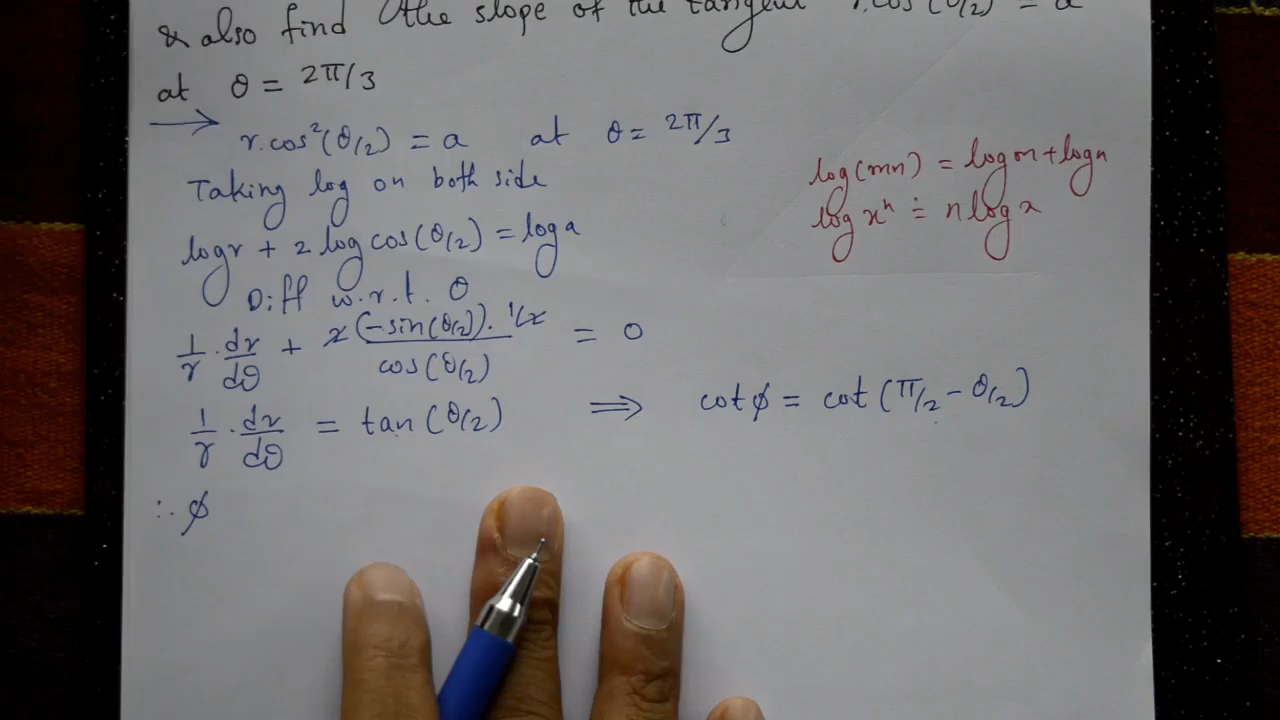 & also find the slope of the tangent r.cos²(θ/2) = a
at θ = 2π/3
→ r.cos²(θ/2) = a at θ = 2π/3
Taking log on both side
log r + 2 log cos(θ/2) = log a
Diff w.r.t. θ
1/r . dr/dθ + 2(-sin(θ/2)). 1/2 / cos(θ/2) = 0
1/r . dr/dθ = tan(θ/2) ⇒ cot φ = cot (π/2 - θ/2)
∴ φ
log(mn) = log m + log n
log xⁿ = n log x